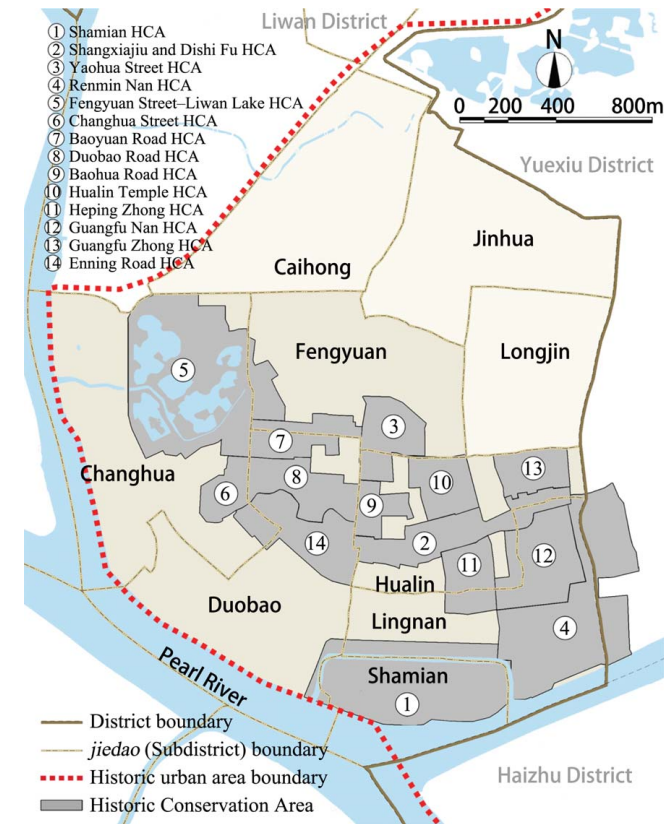 Liwan District
① Shamian HCA
② Shangxiajiu and Dishi Fu HCA
③ Yaohua Street HCA
④ Renmin Nan HCA
⑤ Fengyuan Street–Liwan Lake HCA
⑥ Changhua Street HCA
⑦ Baoyuan Road HCA
⑧ Duobao Road HCA
⑨ Baohua Road HCA
⑩ Hualin Temple HCA
⑪ Heping Zhong HCA
⑫ Guangfu Nan HCA
⑬ Guangfu Zhong HCA
⑭ Enning Road HCA
N
0 200 400 800m
Yuexiu District
Jinhua
Caihong
Fengyuan
Longjin
⑤
③
⑦
Changhua
⑧
⑩
⑬
⑥
⑨
⑭
②
⑪
⑫
Hualin
Duobao
Lingnan
④
Shamian
①
Pearl River
District boundary
jiedao (Subdistrict) boundary
Historic urban area boundary
Haizhu District
Historic Conservation Area